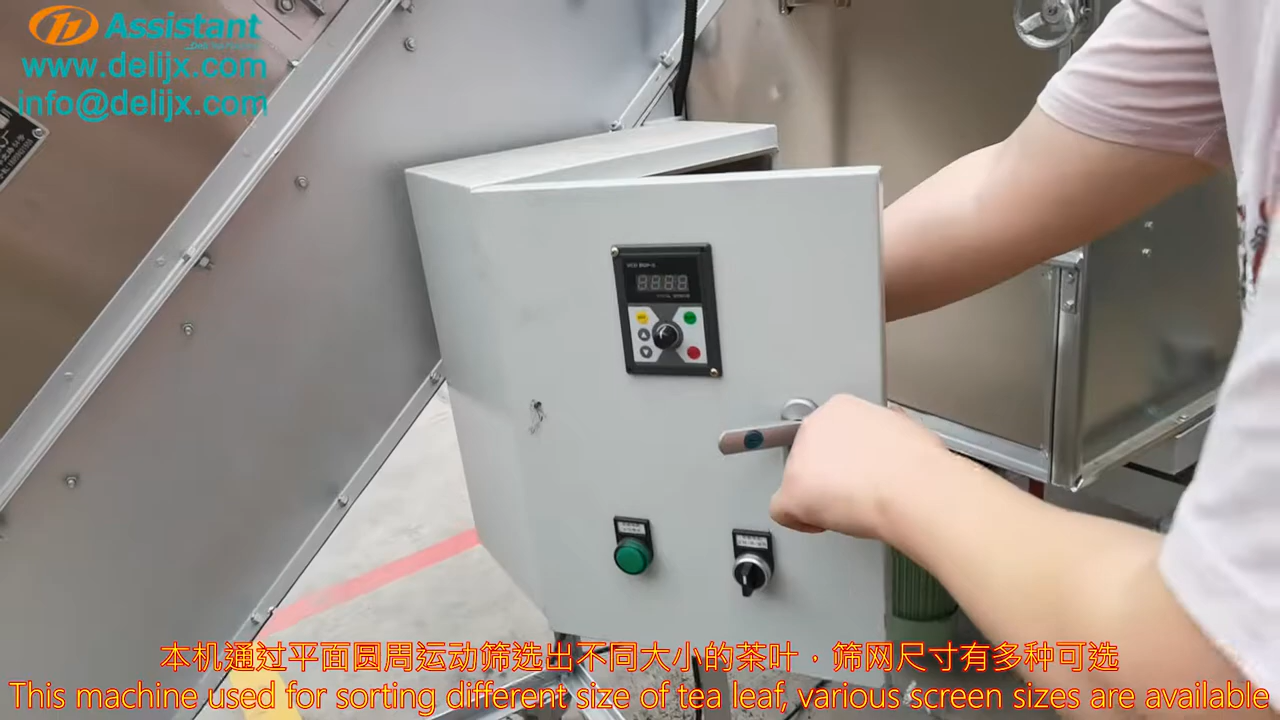 Assistant
www.delijx.com
info@delijx.com
本机通过平面圆周运动筛选出不同大小的茶叶，筛网尺寸有多种可选
This machine used for sorting different size of tea leaf, various screen sizes are available